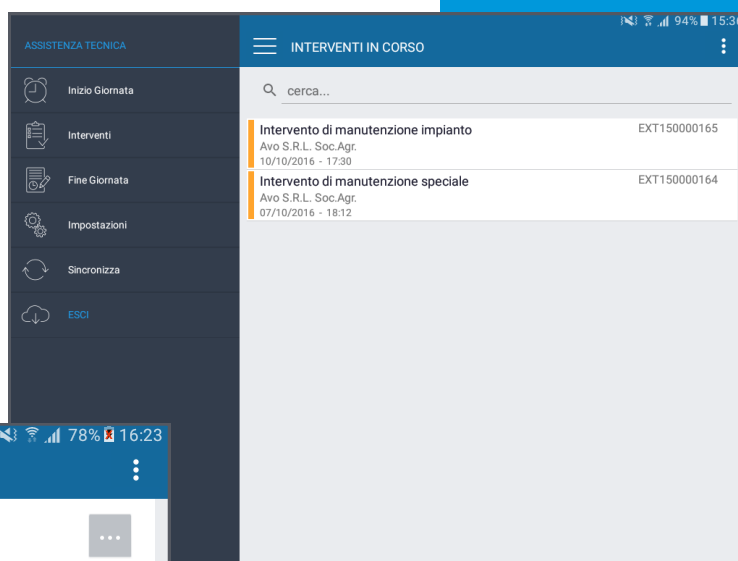 94% 15:36
ASSISTENZA TECNICA
INTERVENTI IN CORSO
Inizio Giornata
Interventi
Fine Giornata
Impostazioni
Sincronizza
ESCI
cerca...
Intervento di manutenzione impianto EXT150000165
Avo S.R.L. Soc.Agr.
10/10/2016 - 17:30
Intervento di manutenzione speciale EXT150000164
Avo S.R.L. Soc.Agr.
07/10/2016 - 18:12
78% 16:23